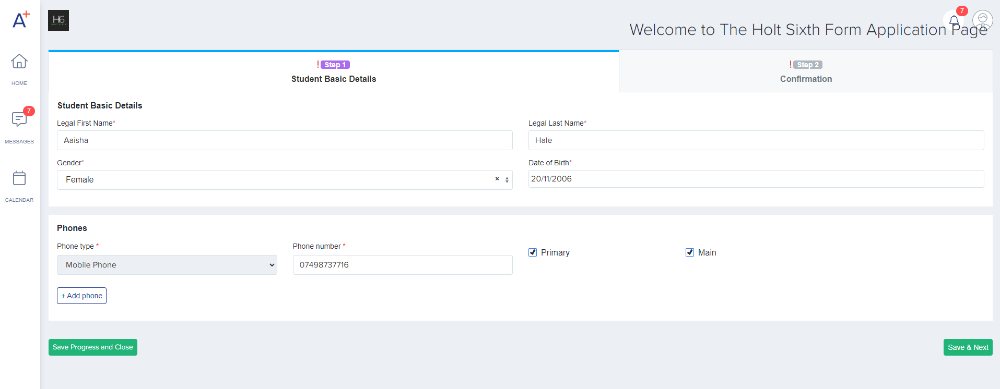 A+
H6
HOLT SIXTH
7
Welcome to The Holt Sixth Form Application Page
HOME
7
MESSAGES
CALENDAR
! Step 1
Student Basic Details
! Step 2
Confirmation
Student Basic Details
Legal First Name*
Legal Last Name*
Aaisha
Hale
Gender*
Date of Birth*
Female ×
20/11/2006
Phones
Phone type *
Phone number *
Primary
Main
Mobile Phone
07498737716
+ Add phone
Save Progress and Close
Save & Next